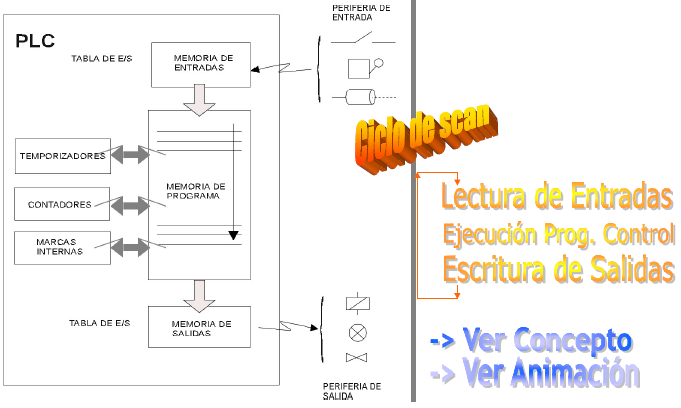 PERIFERIA DE
ENTRADA
PLC
TABLA DE E/S
MEMORIA DE
ENTRADAS
TEMPORIZADORES
MEMORIA DE
PROGRAMA
CONTADORES
MARCAS
INTERNAS
TABLA DE E/S
MEMORIA DE
SALIDAS
PERIFERIA DE
SALIDA
Ciclo de scan
Lectura de Entradas
Ejecución Prog. Control
Escritura de Salidas
-> Ver Concepto
-> Ver Animación